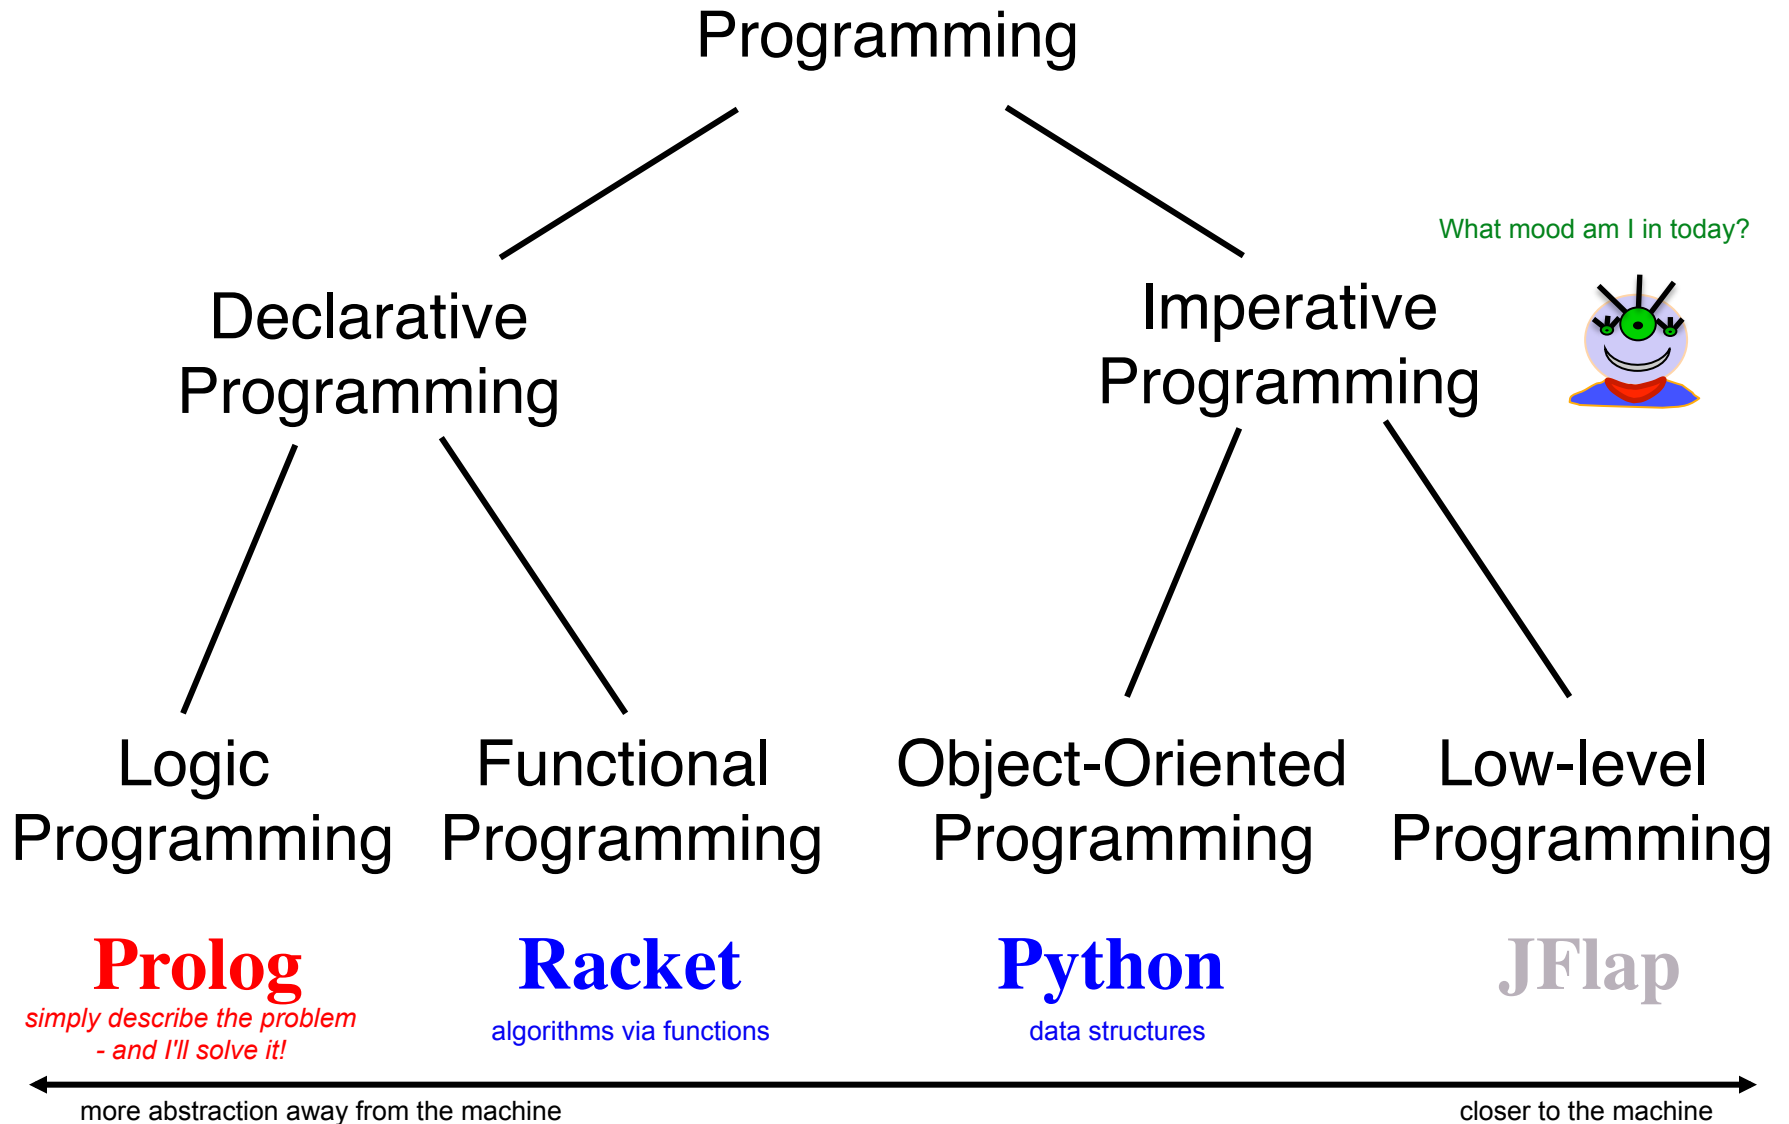 Programming
What mood am I in today?
Declarative
Programming
Imperative
Programming
Logic
Programming
Functional
Programming
Object-Oriented
Programming
Low-level
Programming
Prolog
simply describe the problem
- and I'll solve it!
Racket
algorithms via functions
Python
data structures
JFlap
more abstraction away from the machine
closer to the machine